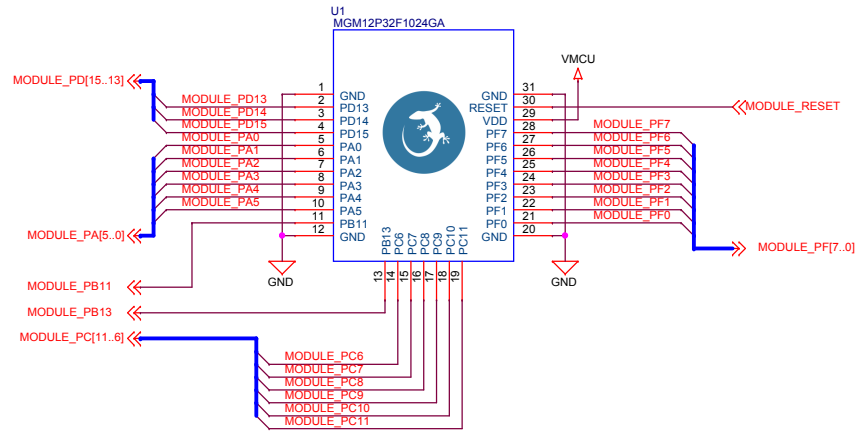 U1
MGM12P32F1024GA
VMCU
MODULE_PD[15..13]
1 GND GND 31
MODULE_PD13 2 PD13 RESET 30 MODULE_RESET
MODULE_PD14 3 PD14 VDD 29
MODULE_PD15 4 PD15 PF7 28 MODULE_PF7
MODULE_PA0 5 PA0 PF6 27 MODULE_PF6
MODULE_PA1 6 PA1 PF5 26 MODULE_PF5
MODULE_PA2 7 PA2 PF4 25 MODULE_PF4
MODULE_PA3 8 PA3 PF3 24 MODULE_PF3
MODULE_PA4 9 PA4 PF2 23 MODULE_PF2
MODULE_PA5 10 PA5 PF1 22 MODULE_PF1
11 PB11 PF0 21 MODULE_PF0
12 GND GND 20
MODULE_PA[5..0]
MODULE_PF[7..0]
PB13 PC6 PC7 PC8 PC9 PC10 PC11
13 14 15 16 17 18 19
GND GND
MODULE_PB11
MODULE_PB13
MODULE_PC[11..6]
MODULE_PC6
MODULE_PC7
MODULE_PC8
MODULE_PC9
MODULE_PC10
MODULE_PC11